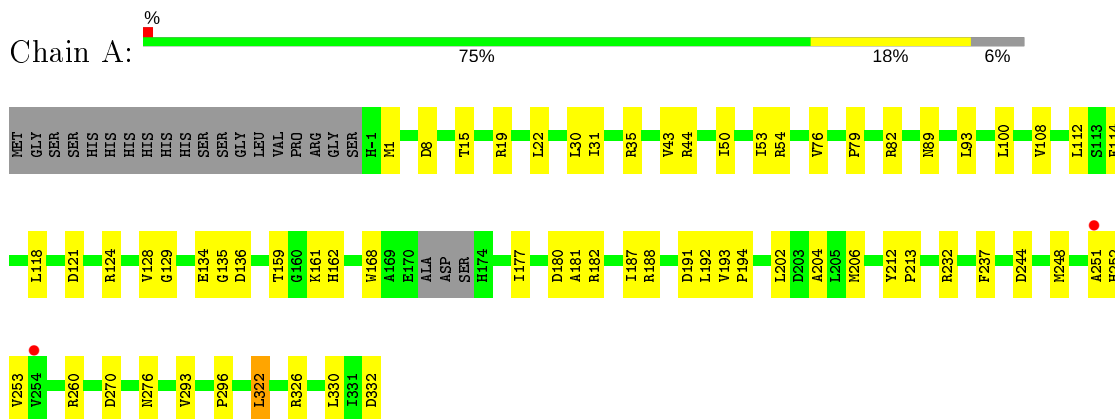 %
Chain A:
75% 18% 6%
MET GLY SER SER HIS HIS HIS HIS HIS HIS SER SER GLY LEU VAL PRO ARG GLY SER H-1 M1 D8 T15 R19 L22 L30 I31 R35 V43 R44 I50 I53 R54 V76 P79 R82 N89 L93 L100 V108 L112 S113
L118 D121 R124 V128 G129 E134 G135 D136 T159 G160 K161 H162 W168 A169 E170 ALA ASP SER H174 I177 D180 A181 R182 I187 R188 D191 L192 V193 P194 L202 D203 A204 L205 M206 Y212 P213 R232 F237 D244 M248 A251
V253 V254 R260 D270 N276 V293 P296 L322 R326 L330 I331 D332